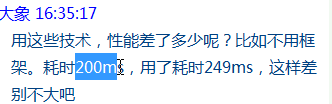 大象 16:35:17
用这些技术，性能差了多少呢？比如不用框
架。耗时200ms，用了耗时249ms，这样差
别不大吧